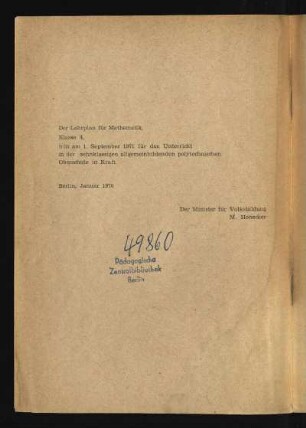 Der Lehrplan für Mathematik,
Klasse 4,
tritt am 1. September 1971 für den Unterricht
in der zehnklassigen allgemeinbildenden polytechnischen
Oberschule in Kraft.
Berlin, Januar 1970
Der Minister für Volksbildung
M. Honecker
49860
Pädagogische
Zentralbibliothek
Berlin